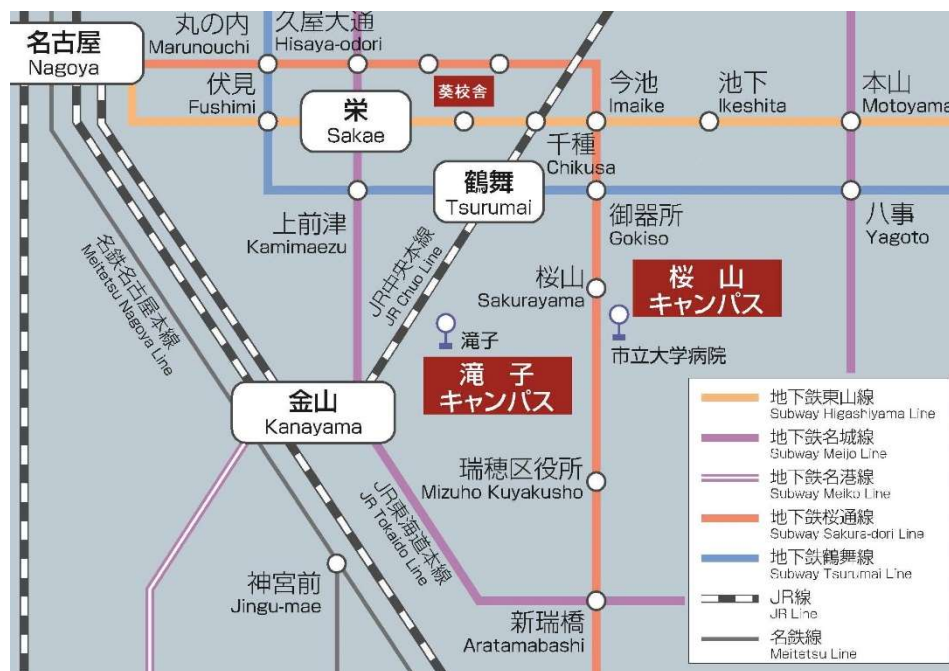 名古屋
Nagoya
丸の内
Marunouchi
久屋大通
Hisaya-odori
伏見
Fushimi
栄
Sakae
葵校舎
今池
Imaike
池下
Ikeshita
本山
Motoyama
千種
Chikusa
鶴舞
Tsurumai
上前津
Kamimaezu
御器所
Gokiso
八事
Yagoto
名鉄名古屋本線
Meitetsu Nagoya Line
JR中央本線
JR Chuo Line
桜山
Sakurayama
桜 山
キャンパス
滝子
市立大学病院
滝 子
キャンパス
金山
Kanayama
瑞穂区役所
Mizuho Kuyakusho
JR東海道本線
JR Tokaido Line
神宮前
Jingu-mae
新瑞橋
Aratamabashi
地下鉄東山線
Subway Higashiyama Line
地下鉄名城線
Subway Meijo Line
地下鉄名港線
Subway Meiko Line
地下鉄桜通線
Subway Sakura-dori Line
地下鉄鶴舞線
Subway Tsurumai Line
JR線
JR Line
名鉄線
Meitetsu Line